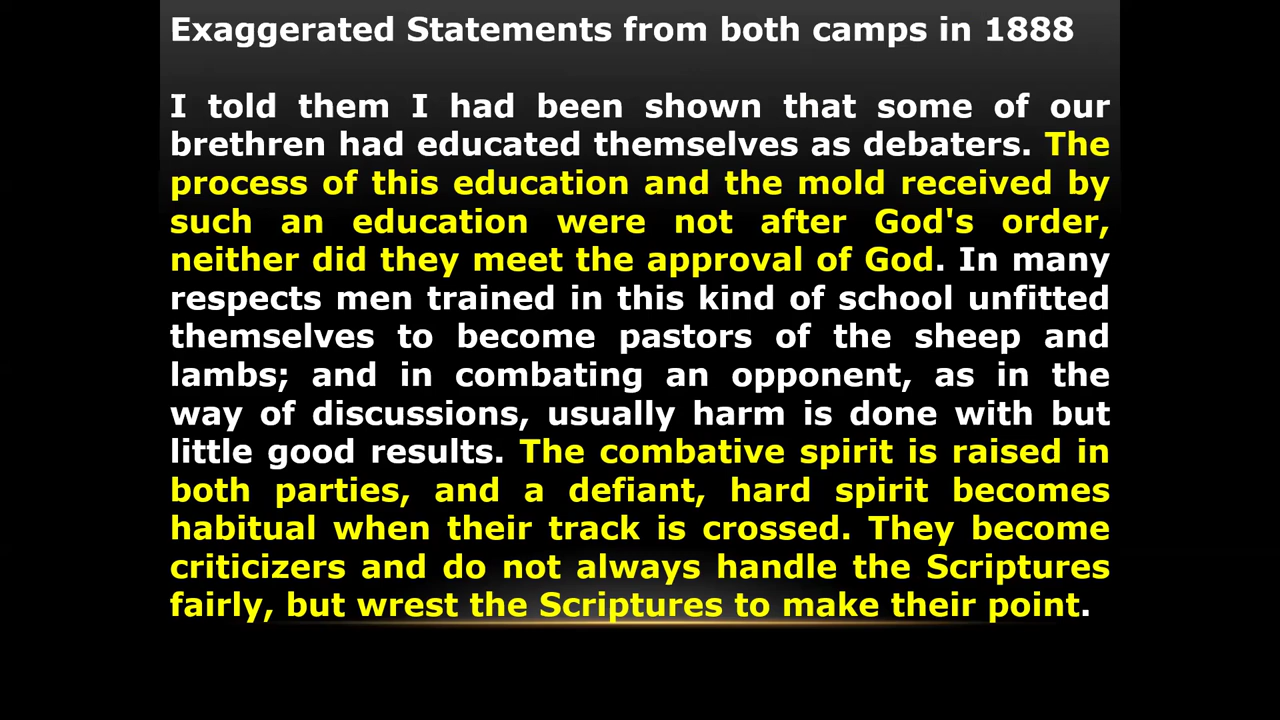 Exaggerated Statements from both camps in 1888
I told them I had been shown that some of our
brethren had educated themselves as debaters. The
process of this education and the mold received by
such an education were not after God's order,
neither did they meet the approval of God. In many
respects men trained in this kind of school unfitted
themselves to become pastors of the sheep and
lambs; and in combating an opponent, as in the
way of discussions, usually harm is done with but
little good results. The combative spirit is raised in
both parties, and a defiant, hard spirit becomes
habitual when their track is crossed. They become
criticizers and do not always handle the Scriptures
fairly, but wrest the Scriptures to make their point.